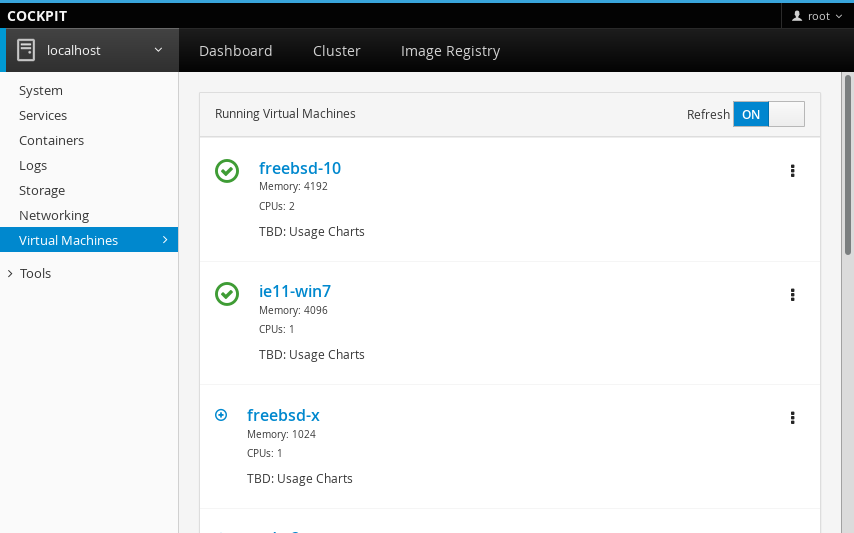 COCKPIT
root
localhost
Dashboard
Cluster
Image Registry
System
Services
Containers
Logs
Storage
Networking
Virtual Machines
Tools
Running Virtual Machines
Refresh
ON
freebsd-10
Memory: 4192
CPUs: 2
TBD: Usage Charts
ie11-win7
Memory: 4096
CPUs: 1
TBD: Usage Charts
freebsd-x
Memory: 1024
CPUs: 1
TBD: Usage Charts